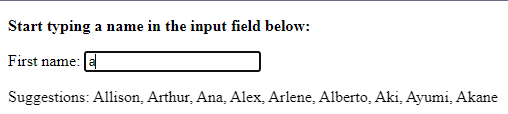 Start typing a name in the input field below:
First name: a
Suggestions: Allison, Arthur, Ana, Alex, Arlene, Alberto, Aki, Ayumi, Akane